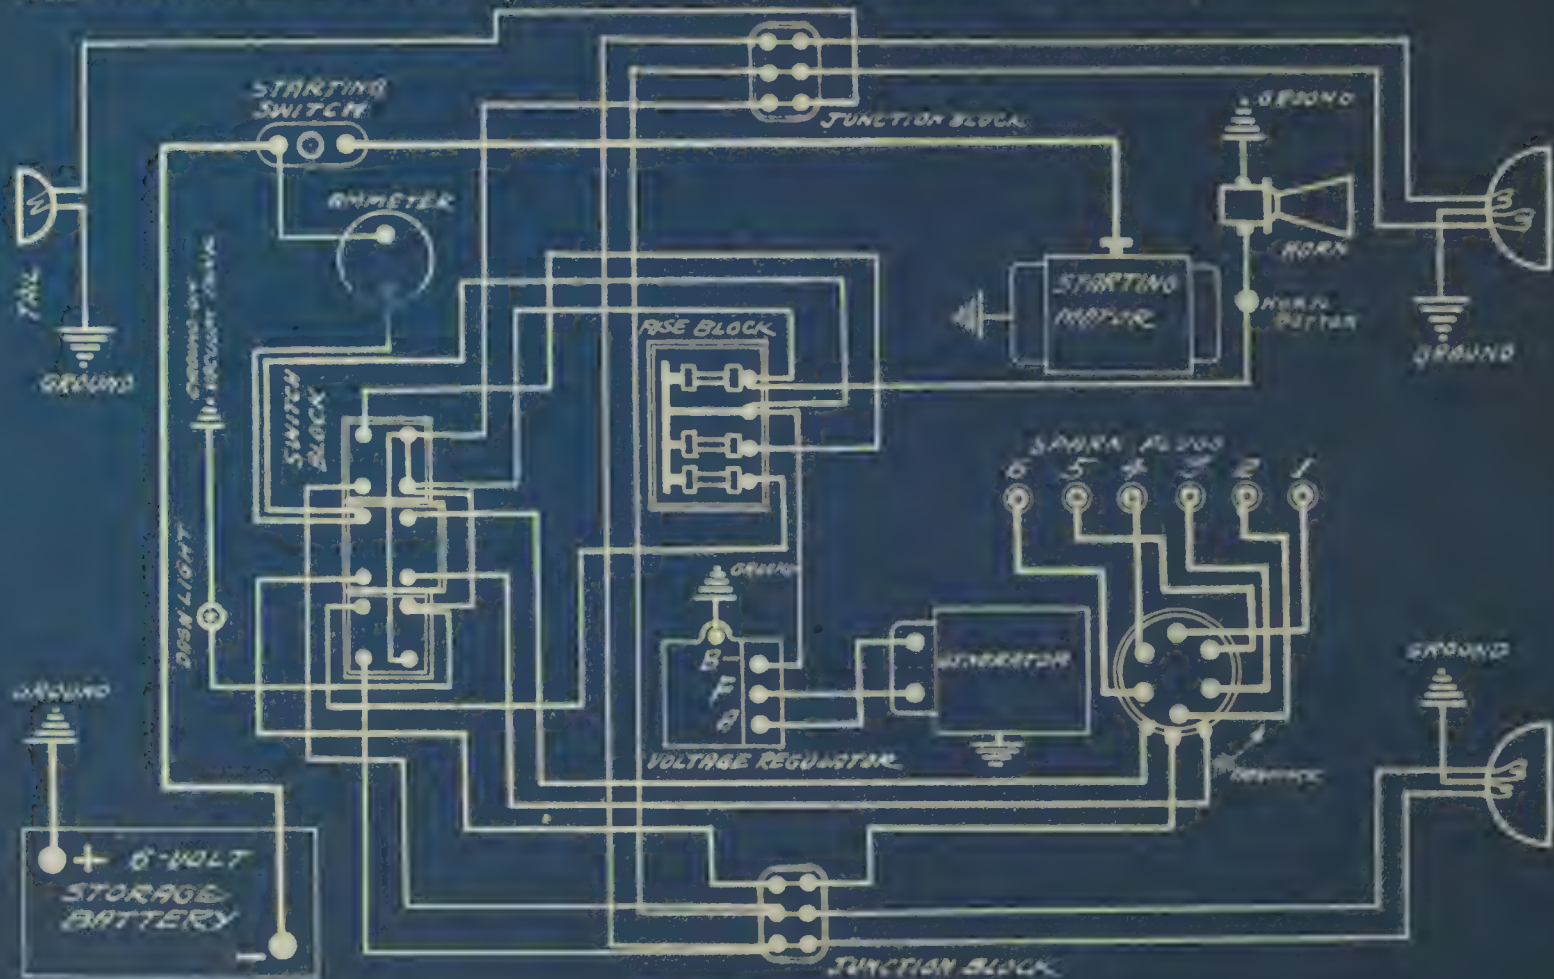 STARTING
SWITCH
JUNCTION BLOCK
GROUND
AMMETER
HORN
TAIL
VACUUM TANK
STARTING
MOTOR
HORN
BUTTON
FUSE BLOCK
GROUND
GROUND
SWITCH
BLOCK
SPARK PLUGS
6 5 4 3 2 1
DASH LIGHT
GROUND
B-
F
A
GENERATOR
GROUND
GROUND
VOLTAGE REGULATOR
+ 6-VOLT
STORAGE
BATTERY
-
JUNCTION BLOCK